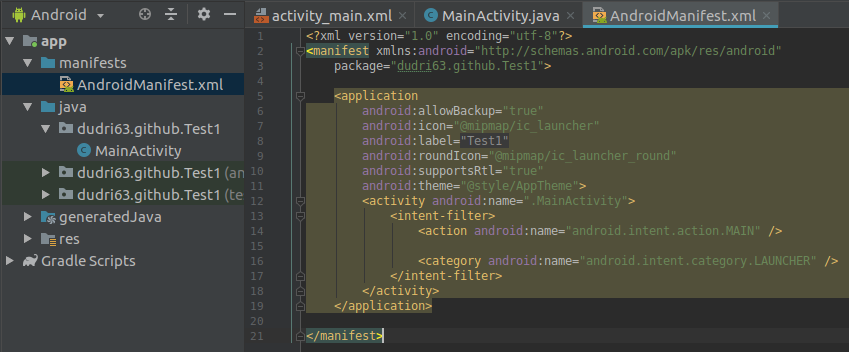 Android
activity_main.xml
MainActivity.java
AndroidManifest.xml
app
manifests
AndroidManifest.xml
java
dudri63.github.Test1
MainActivity
dudri63.github.Test1 (an
dudri63.github.Test1 (te
generatedJava
res
Gradle Scripts
1 <?xml version="1.0" encoding="utf-8"?>
2 <manifest xmlns:android="http://schemas.android.com/apk/res/android"
3 package="dudri63.github.Test1">
4
5 <application
6 android:allowBackup="true"
7 android:icon="@mipmap/ic_launcher"
8 android:label="Test1"
9 android:roundIcon="@mipmap/ic_launcher_round"
10 android:supportsRtl="true"
11 android:theme="@style/AppTheme">
12 <activity android:name=".MainActivity">
13 <intent-filter>
14 <action android:name="android.intent.action.MAIN" />
15
16 <category android:name="android.intent.category.LAUNCHER" />
17 </intent-filter>
18 </activity>
19 </application>
20
21 </manifest>